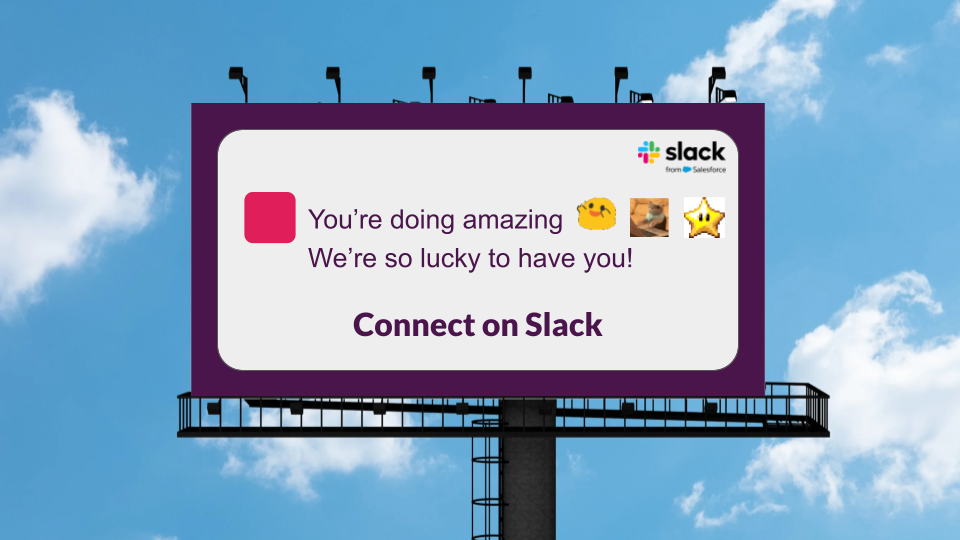 slack
from Salesforce
You’re doing amazing
We’re so lucky to have you!
Connect on Slack